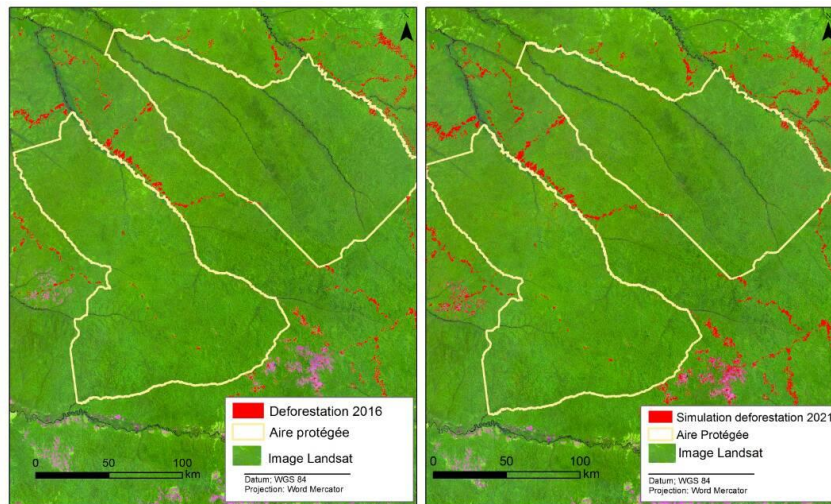 Deforestation 2016
Aire protégée
Image Landsat
Datum; WGS 84
Projection: Word Mercator
0 50 100
km
Simulation deforestation 2021
Aire Protégée
Image Landsat
Datum; WGS 84
Projection: Word Mercator
0 50 100
km